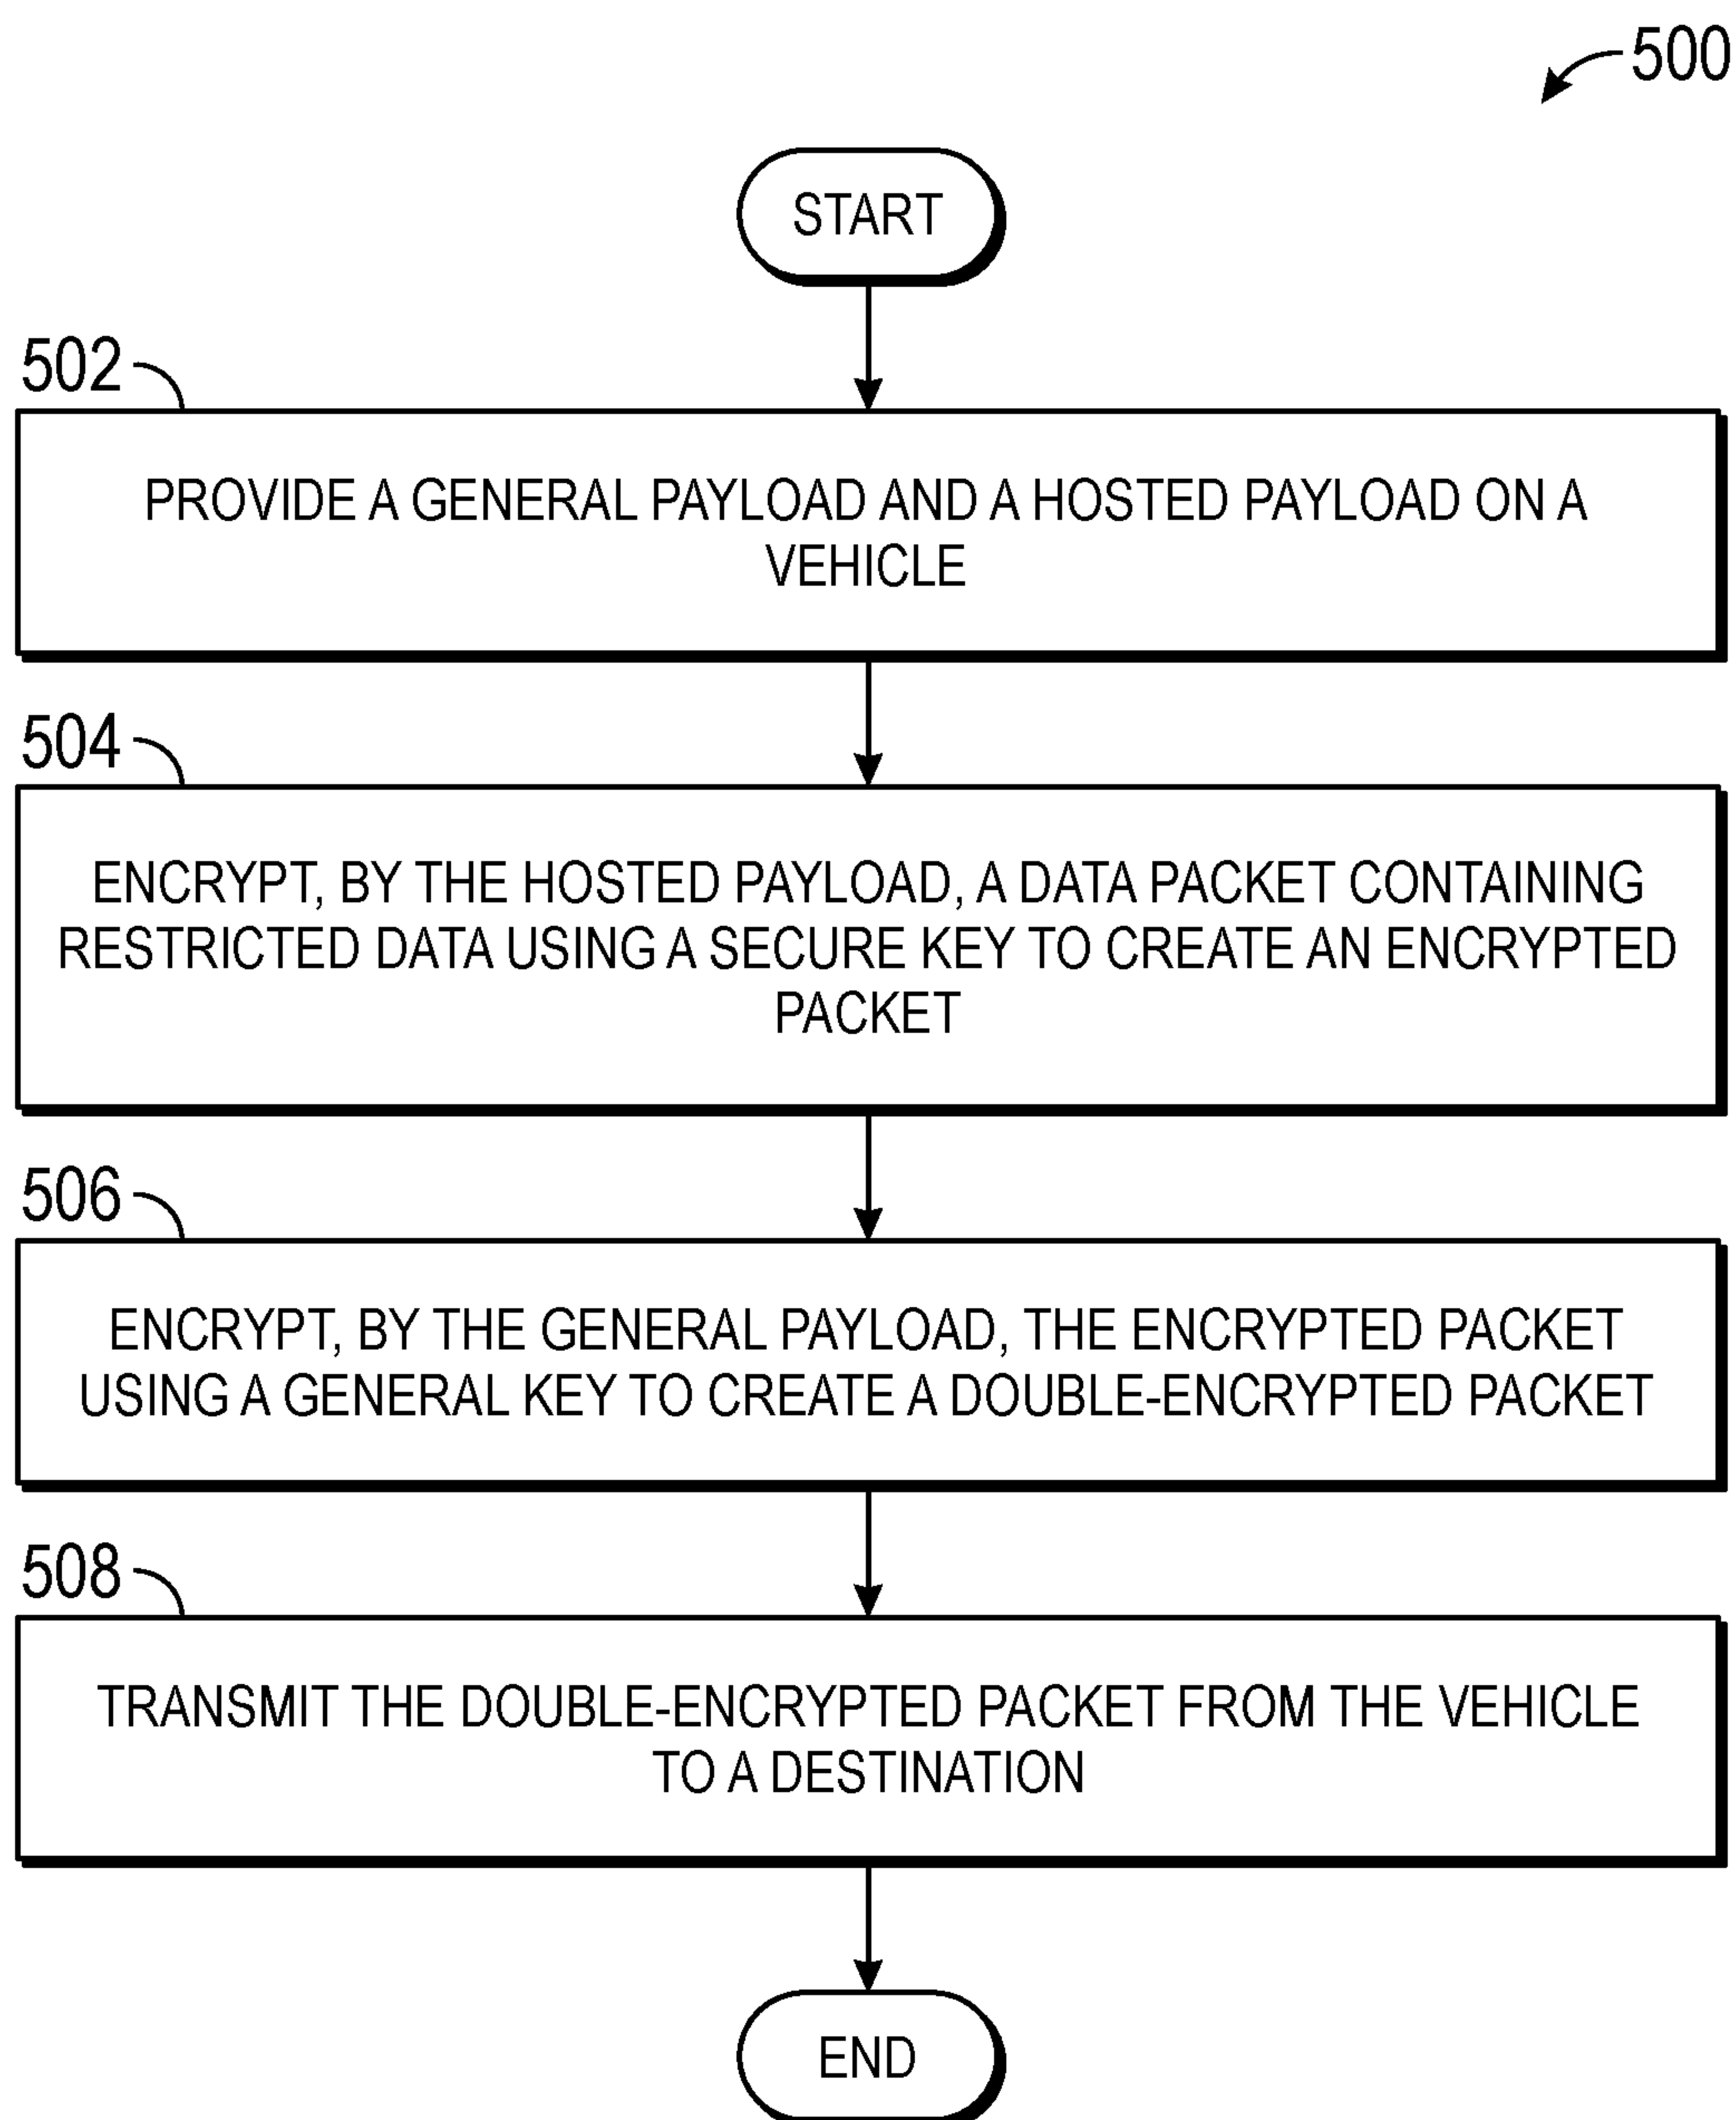 500
START
502
PROVIDE A GENERAL PAYLOAD AND A HOSTED PAYLOAD ON A
VEHICLE
504
ENCRYPT, BY THE HOSTED PAYLOAD, A DATA PACKET CONTAINING
RESTRICTED DATA USING A SECURE KEY TO CREATE AN ENCRYPTED
PACKET
506
ENCRYPT, BY THE GENERAL PAYLOAD, THE ENCRYPTED PACKET
USING A GENERAL KEY TO CREATE A DOUBLE-ENCRYPTED PACKET
508
TRANSMIT THE DOUBLE-ENCRYPTED PACKET FROM THE VEHICLE
TO A DESTINATION
END